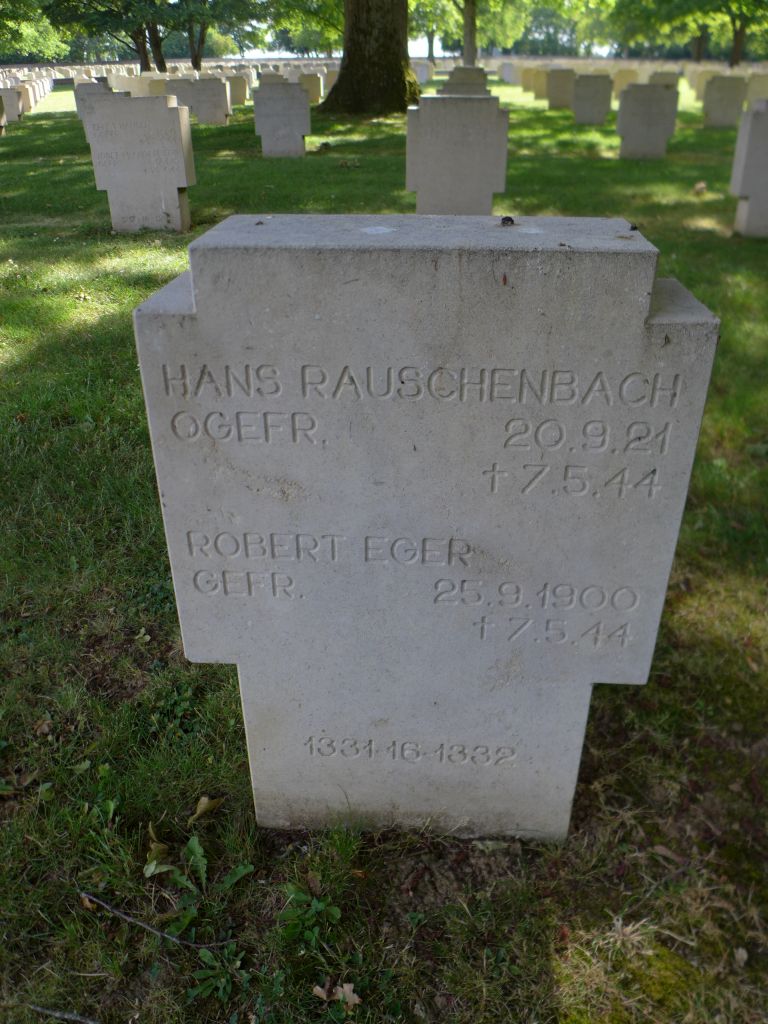 HANS RAUSCHENBACH
OGEFR. 20.9.21
† 7.5.44
ROBERT EGER
GEFR. 25.9.1900
† 7.5.44
1331-16-1332